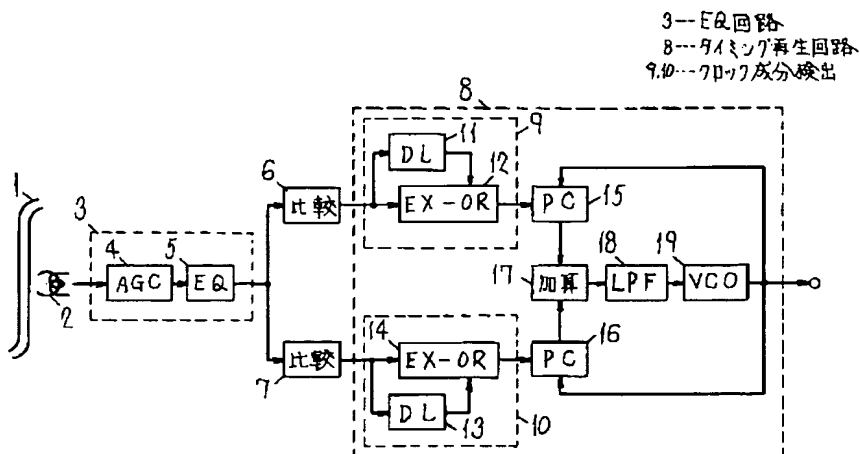 3---EQ回路
8---タイミング再生回路
9,10---クロック成分検出
8
11
9
DL
12
1
6
EX-OR
比較
PC
15
3
4
5
18
19
AGC
EQ
17
加算
LPF
VCO
2
14
16
比較
EX-OR
PC
7
DL
13
10